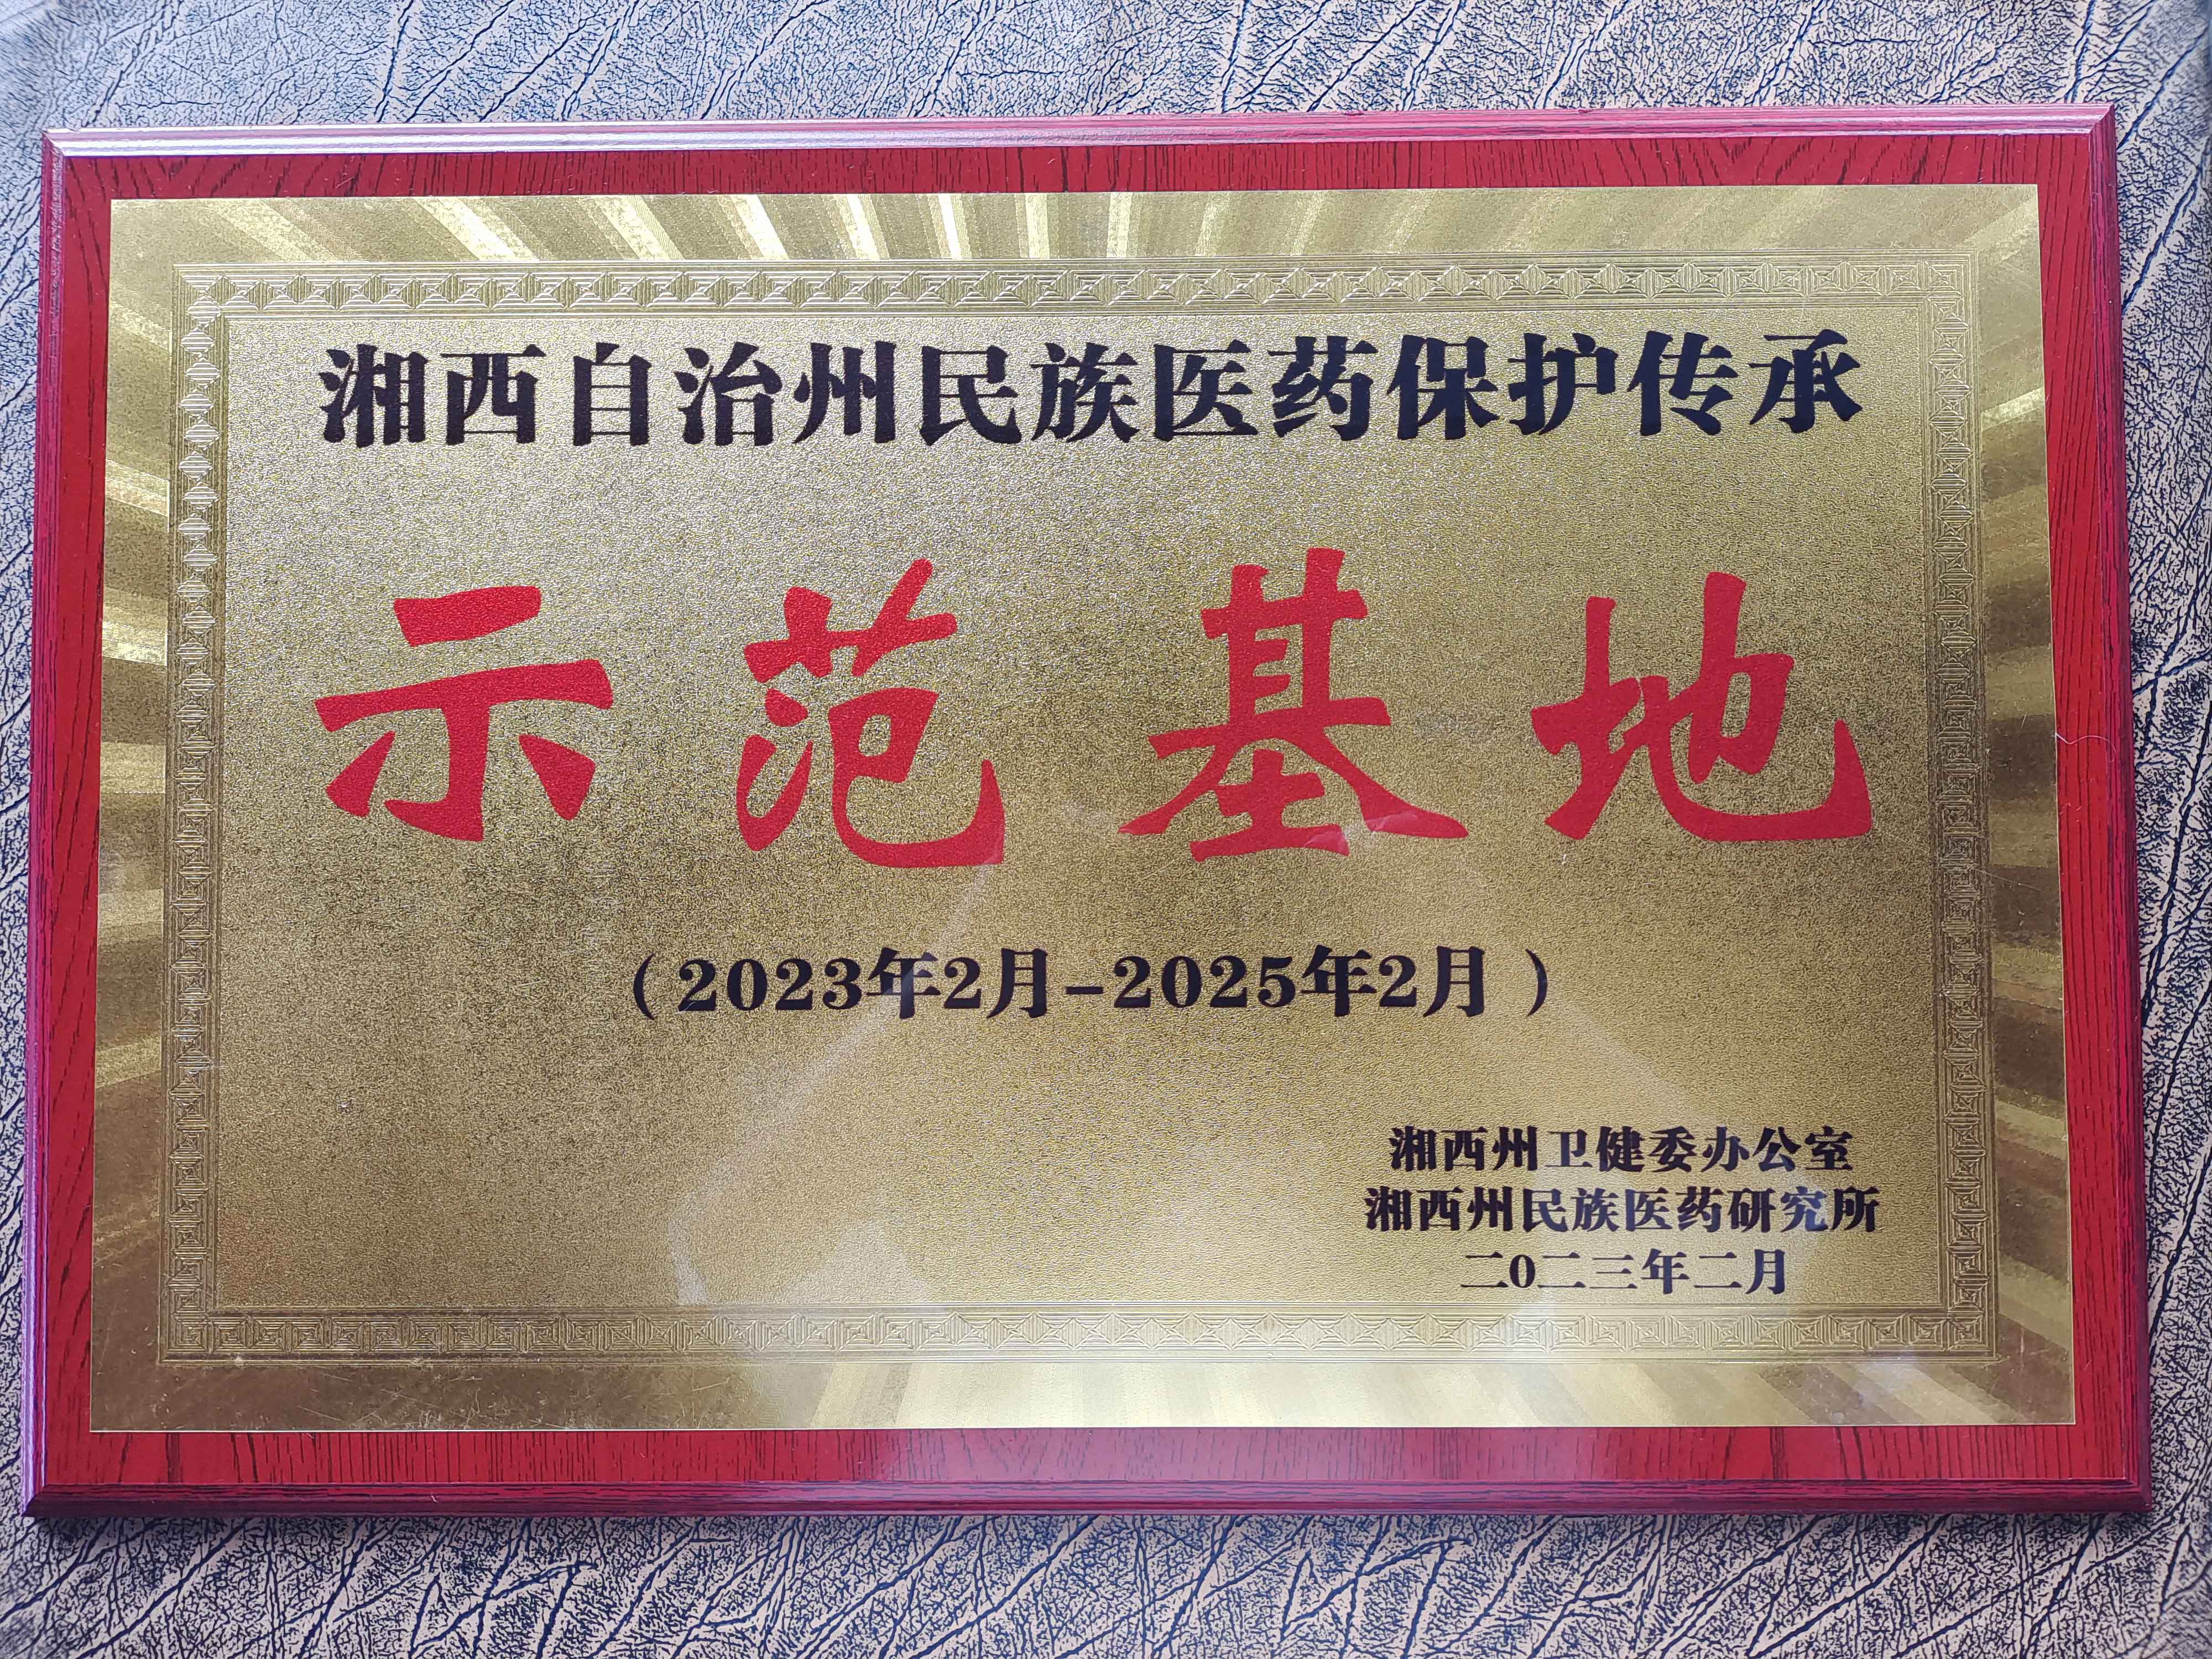 湘西自治州民族医药保护传承
示范基地
（2023年2月-2025年2月）
湘西州卫健委办公室
湘西州民族医药研究所
二0二三年二月